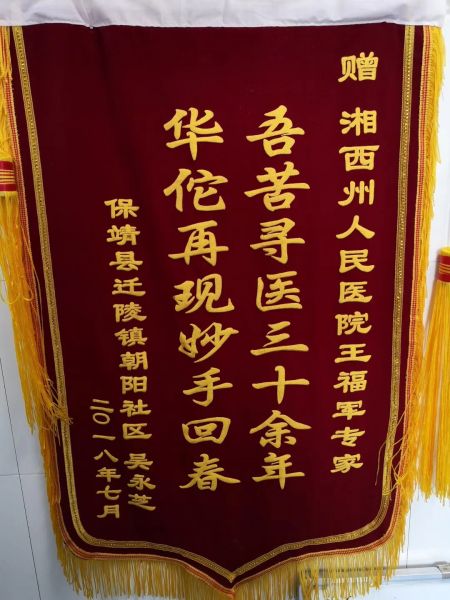 赠 湘西州人民医院王福军专家
吾苦寻医三十余年
华佗再现妙手回春
保靖县迁陵镇朝阳社区 吴永芝
二〇一八年七月